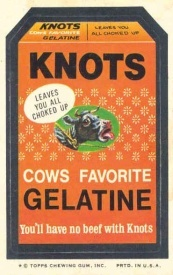 KNOTS
COWS FAVORITE
GELATINE
LEAVES YOU
ALL CHOKED UP
KNOTS
LEAVES
YOU ALL
CHOKED UP
COWS FAVORITE
GELATINE
You'll have no beef with Knots
© TOPPS CHEWING GUM, INC. PRTD. IN U.S.A.